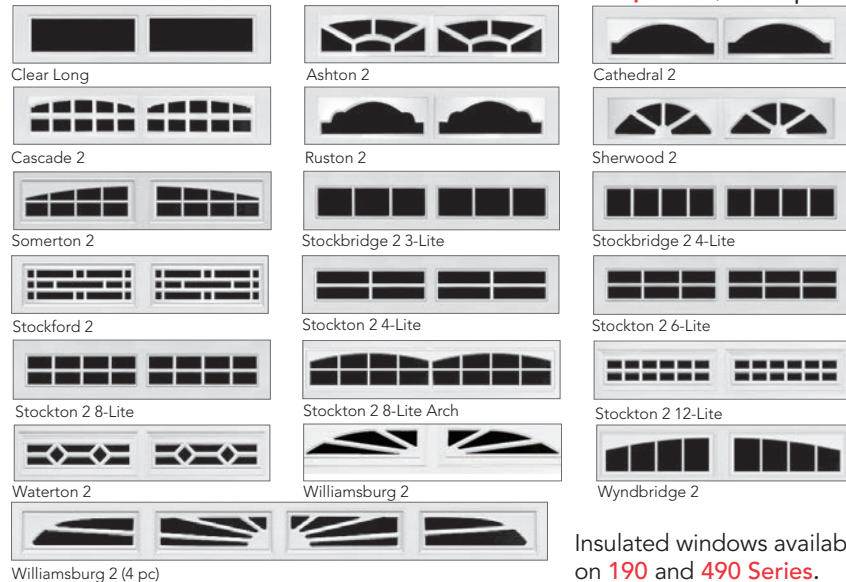 Clear Long
Ashton 2
Cathedral 2
Cascade 2
Ruston 2
Sherwood 2
Somerton 2
Stockbridge 2 3-Lite
Stockbridge 2 4-Lite
Stockford 2
Stockton 2 4-Lite
Stockton 2 6-Lite
Stockton 2 8-Lite
Stockton 2 8-Lite Arch
Stockton 2 12-Lite
Waterton 2
Williamsburg 2
Wyndbridge 2
Williamsburg 2 (4 pc)
Insulated windows availab
on 190 and 490 Series.